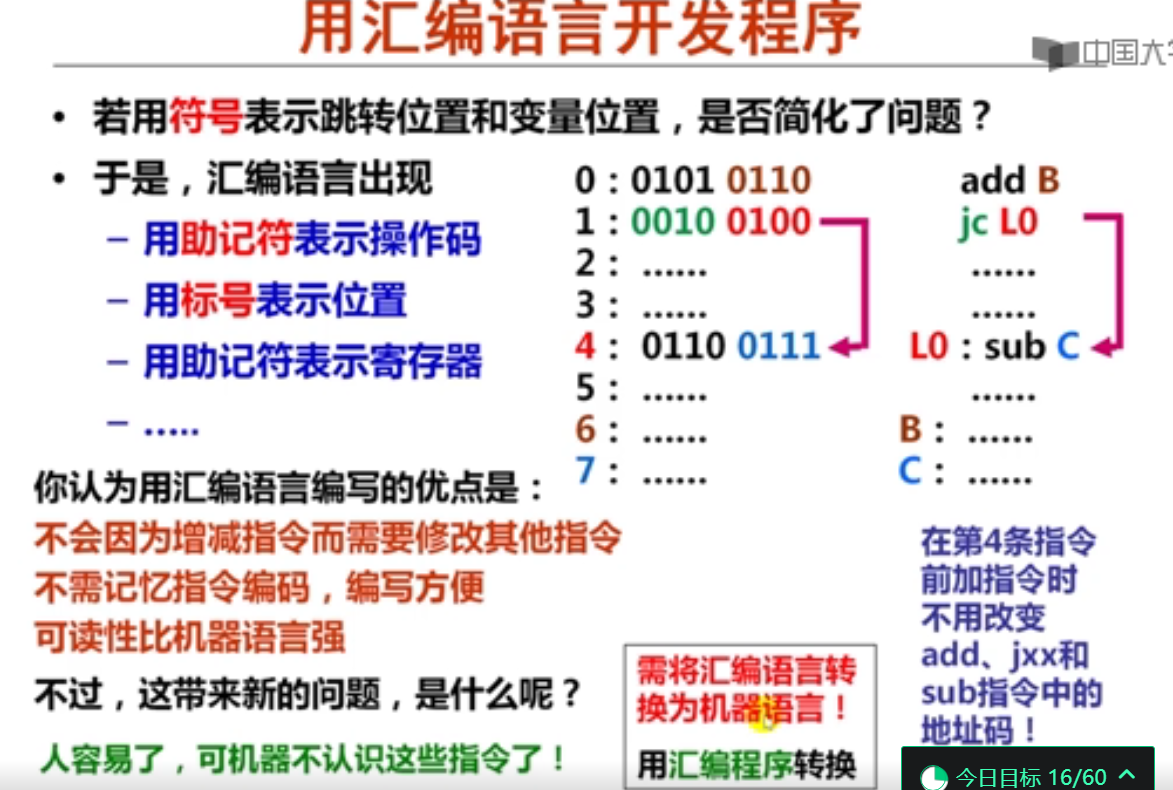 用汇编语言开发程序
中国大
• 若用符号表示跳转位置和变量位置，是否简化了问题？
• 于是，汇编语言出现
– 用助记符表示操作码
– 用标号表示位置
– 用助记符表示寄存器
– .....
0：0101 0110
1：0010 0100
2：......
3：......
4：0110 0111
5：......
6：......
7：......
add B
jc L0
......
......
L0：sub C
......
B：......
C：......
你认为用汇编语言编写的优点是：
不会因为增减指令而需要修改其他指令
不需记忆指令编码，编写方便
可读性比机器语言强
不过，这带来新的问题，是什么呢？
人容易了，可机器不认识这些指令了！
需将汇编语言转
换为机器语言！
用汇编程序转换
在第4条指令
前加指令时
不用改变
add、jxx和
sub指令中的
地址码！
今日目标 16/60